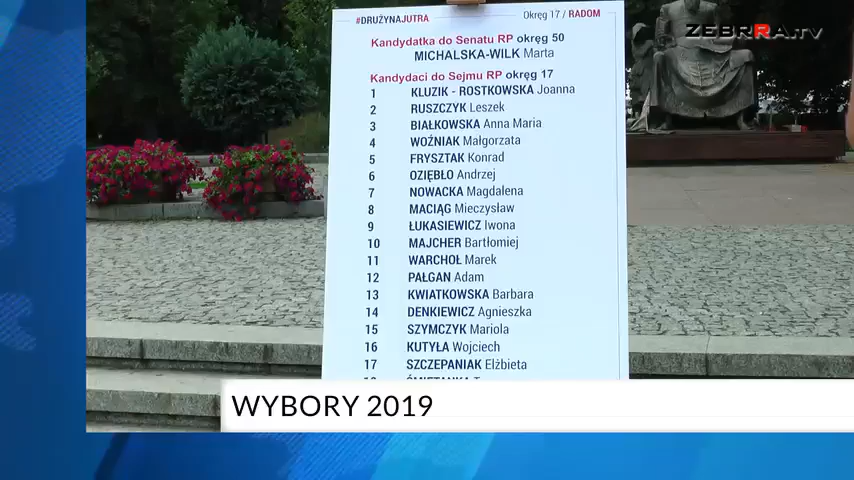 #DRUŻYNAJUTRA
Okręg 17 / RADOM
ZEBRRA.TV
Kandydatka do Senatu RP okręg 50
MICHALSKA-WILK Marta
Kandydaci do Sejmu RP okręg 17
1 KLUZIK - ROSTKOWSKA Joanna
2 RUSZCZYK Leszek
3 BIAŁKOWSKA Anna Maria
4 WOŹNIAK Małgorzata
5 FRYSZTAK Konrad
6 OZIĘBŁO Andrzej
7 NOWACKA Magdalena
8 MACIĄG Mieczysław
9 ŁUKASIEWICZ Iwona
10 MAJCHER Bartłomiej
11 WARCHOŁ Marek
12 PAŁGAN Adam
13 KWIATKOWSKA Barbara
14 DENKIEWICZ Agnieszka
15 SZYMCZYK Mariola
16 KUTYŁA Wojciech
17 SZCZEPANIAK Elżbieta
WYBORY 2019